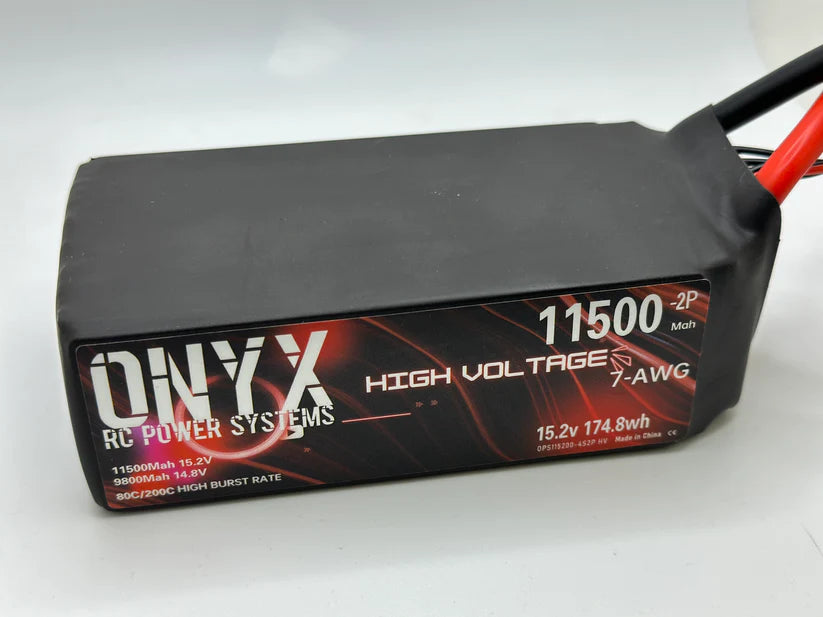 ONYX
RC POWER SYSTEMS
11500Mah 15.2V
9800Mah 14.8V
80C/200C HIGH BURST RATE
HIGH VOLTAGE
11500 -2P
Mah
7-AWG
15.2v 174.8wh
OPS115200-4S2P HV Made in China CE